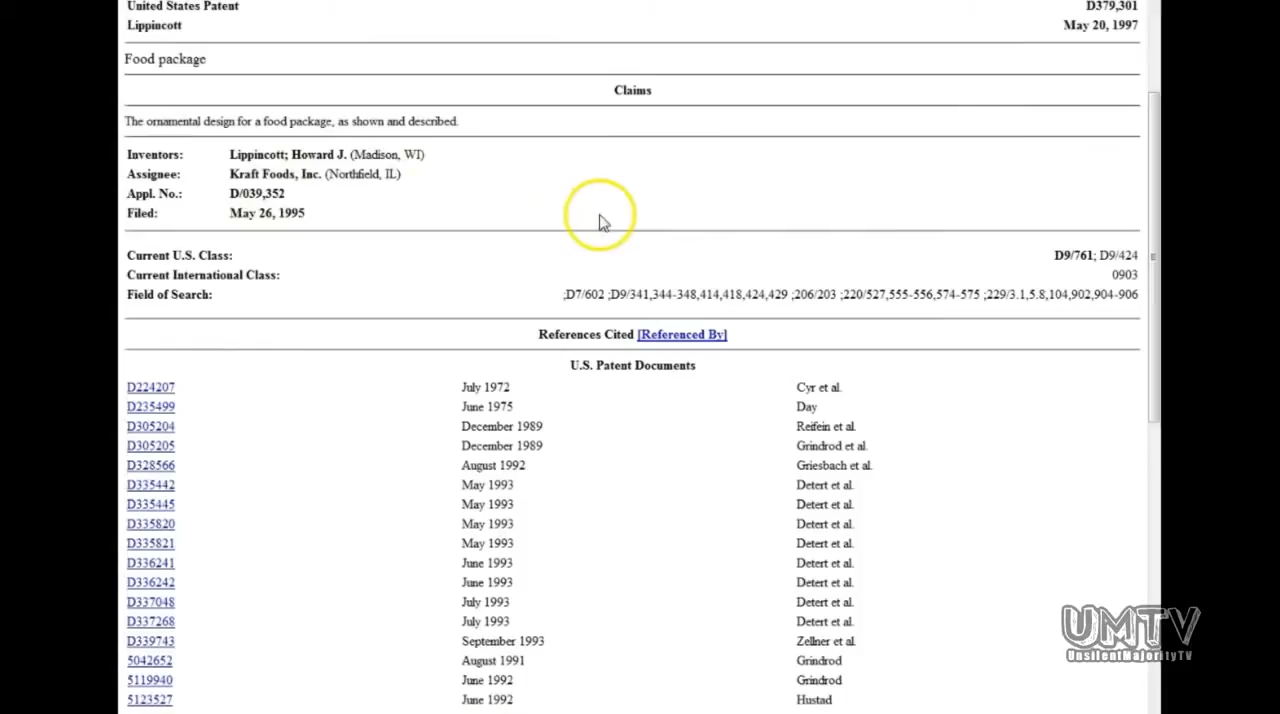 United States Patent D379,301
Lippincott May 20, 1997
Food package
Claims
The ornamental design for a food package, as shown and described.
Inventors: Lippincott; Howard J. (Madison, WI)
Assignee: Kraft Foods, Inc. (Northfield, IL)
Appl. No.: D/039,352
Filed: May 26, 1995
Current U.S. Class: D9/761; D9/424
Current International Class: 0903
Field of Search: ;D7/602 ;D9/341,344-348,414,418,424,429 ;206/203 ;220/527,555-556,574-575 ;229/3.1,5.8,104,902,904-906
References Cited [Referenced By]
U.S. Patent Documents
D224207 July 1972 Cyr et al.
D235499 June 1975 Day
D305204 December 1989 Reifein et al.
D305205 December 1989 Grindrod et al.
D328566 August 1992 Griesbach et al.
D335442 May 1993 Detert et al.
D335445 May 1993 Detert et al.
D335820 May 1993 Detert et al.
D335821 May 1993 Detert et al.
D336241 June 1993 Detert et al.
D336242 June 1993 Detert et al.
D337048 July 1993 Detert et al.
D337268 July 1993 Detert et al.
D339743 September 1993 Zellner et al.
5042652 August 1991 Grindrod
5119940 June 1992 Grindrod
5123527 June 1992 Hustad
UMTV
UnsilentMajorityTV